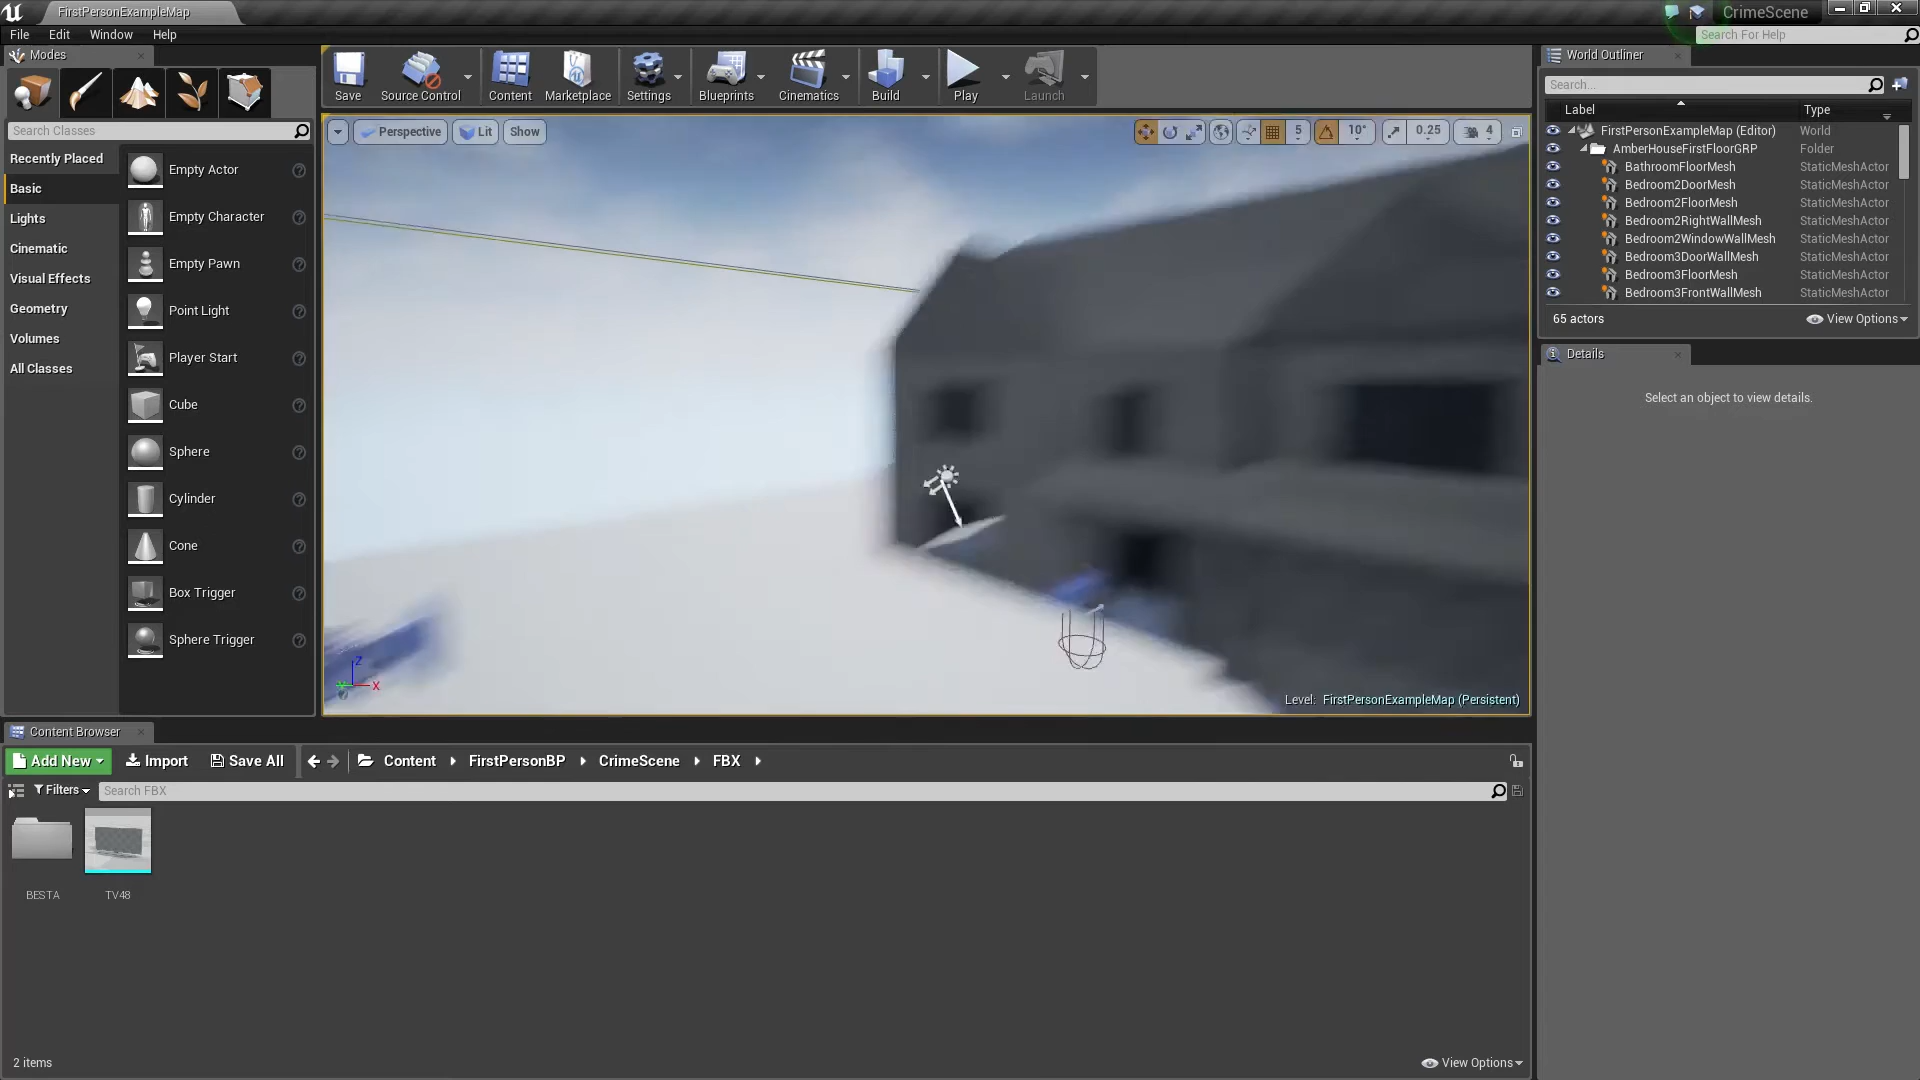 FirstPersonExampleMap
CrimeScene
File Edit Window Help
Search For Help
Modes
Search Classes
Recently Placed
Basic
Lights
Cinematic
Visual Effects
Geometry
Volumes
All Classes
Empty Actor
Empty Character
Empty Pawn
Point Light
Player Start
Cube
Sphere
Cylinder
Cone
Box Trigger
Sphere Trigger
Save Source Control Content Marketplace Settings Blueprints Cinematics Build Play Launch
Perspective Lit Show
5 10° 0.25 4
Z
X
Level: FirstPersonExampleMap (Persistent)
World Outliner
Search...
Label Type
FirstPersonExampleMap (Editor) World
AmberHouseFirstFloorGRP Folder
BathroomFloorMesh StaticMeshActor
Bedroom2DoorMesh StaticMeshActor
Bedroom2FloorMesh StaticMeshActor
Bedroom2RightWallMesh StaticMeshActor
Bedroom2WindowWallMesh StaticMeshActor
Bedroom3DoorWallMesh StaticMeshActor
Bedroom3FloorMesh StaticMeshActor
Bedroom3FrontWallMesh StaticMeshActor
65 actors View Options
Details
Select an object to view details.
Content Browser
Add New Import Save All Content FirstPersonBP CrimeScene FBX
Filters Search FBX
BESTA TV48
2 items View Options